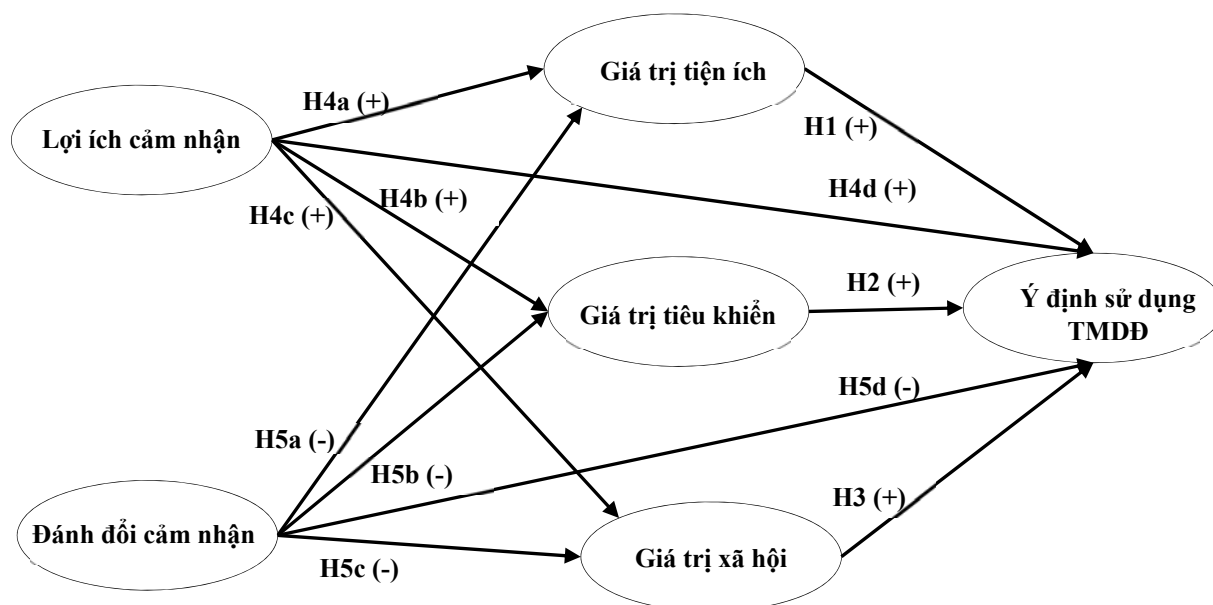 Giá trị tiện ích
H4a (+)
H1 (+)
Lợi ích cảm nhận
H4d (+)
H4b (+)
H4c (+)
H2 (+)
Ý định sử dụng
TMDĐ
Giá trị tiêu khiển
H5d (-)
H5a (-)
H5b (-)
H3 (+)
Đánh đổi cảm nhận
Giá trị xã hội
H5c (-)